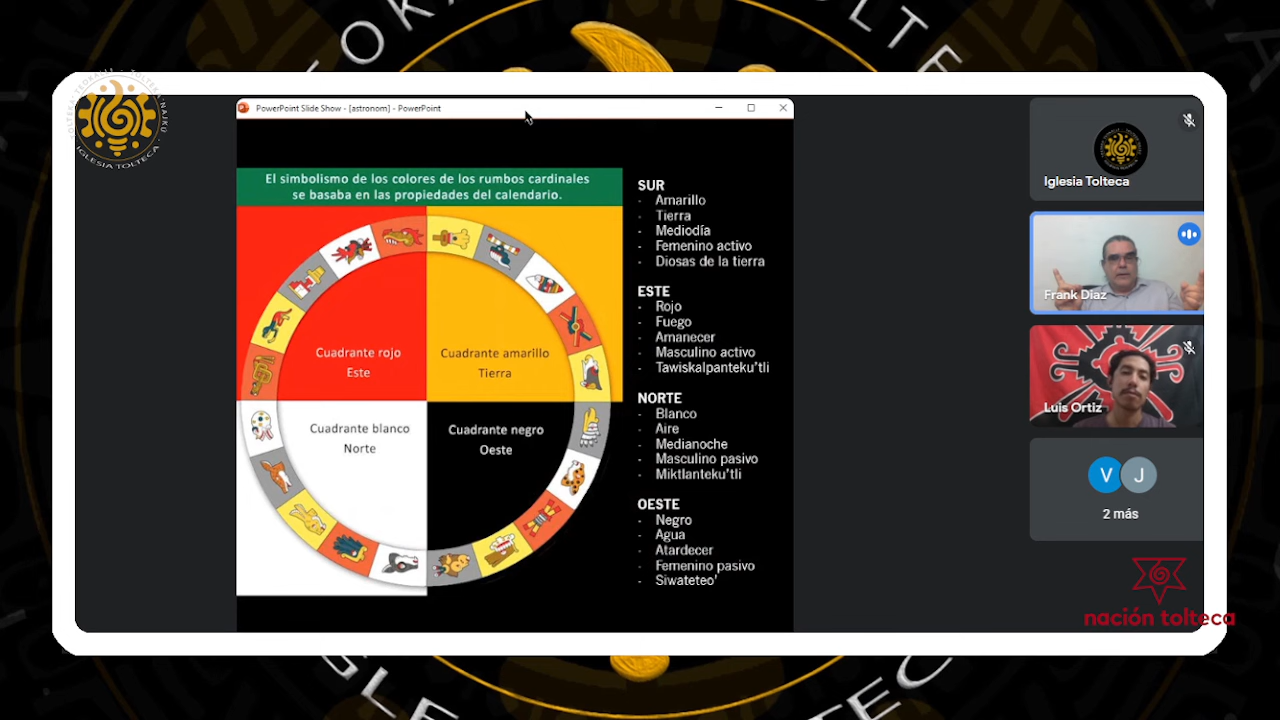 IGLESIA TOLTECA
PowerPoint Slide Show - [astronom] - PowerPoint
El simbolismo de los colores de los rumbos cardinales
se basaba en las propiedades del calendario.
Cuadrante rojo
Este
Cuadrante amarillo
Tierra
Cuadrante blanco
Norte
Cuadrante negro
Oeste
SUR
- Amarillo
- Tierra
- Mediodía
- Femenino activo
- Diosas de la tierra
ESTE
- Rojo
- Fuego
- Amanecer
- Masculino activo
- Tawiskalpanteku'tli
NORTE
- Blanco
- Aire
- Medianoche
- Masculino pasivo
- Miktlanteku'tli
OESTE
- Negro
- Agua
- Atardecer
- Femenino pasivo
- Siwateteo'
Iglesia Tolteca
Frank Diaz
Luis Ortiz
V J
2 más
nación tolteca